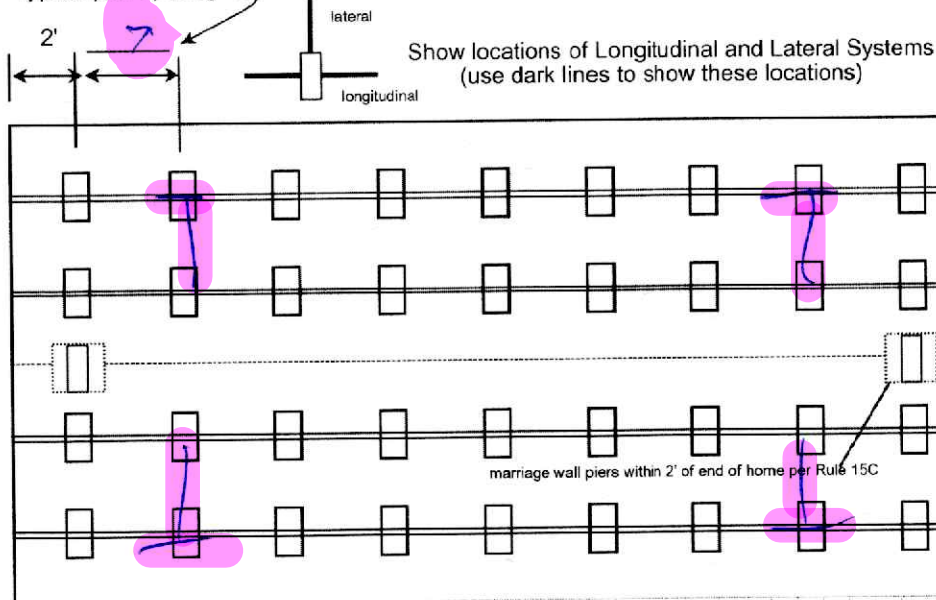 lateral
2'
7
Show locations of Longitudinal and Lateral Systems
(use dark lines to show these locations)
longitudinal
marriage wall piers within 2' of end of home per Rule 15C